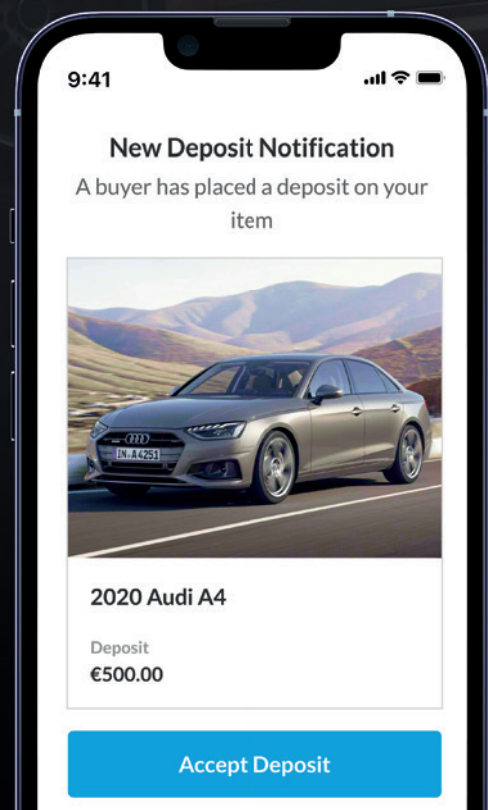 9:41
New Deposit Notification
A buyer has placed a deposit on your
item
IN·A4251
2020 Audi A4
Deposit
€500.00
Accept Deposit